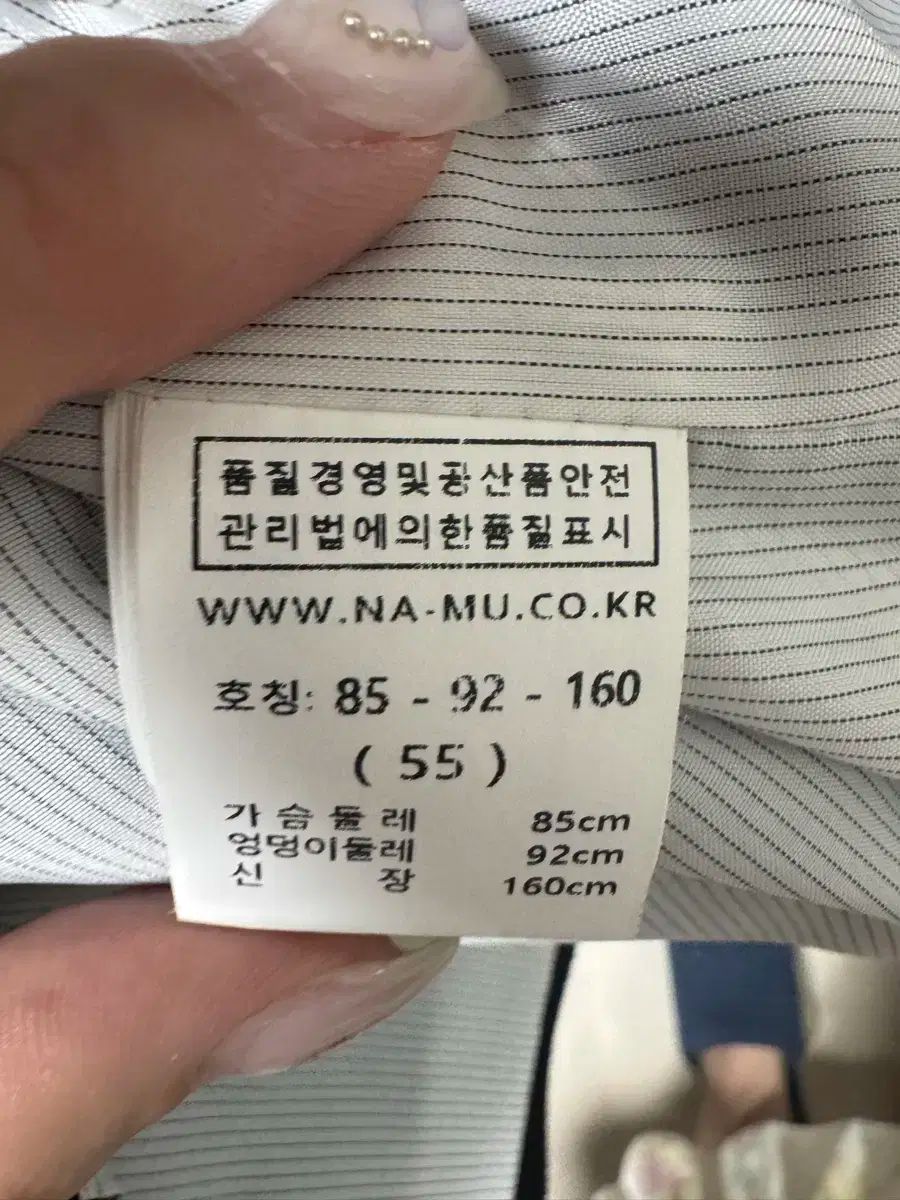 품질경영및공산품안전
관리법에의한품질표시
WWW.NA-MU.CO.KR
호칭: 85 - 92 - 160
( 55 )
가슴둘레 85cm
엉덩이둘레 92cm
신장 160cm